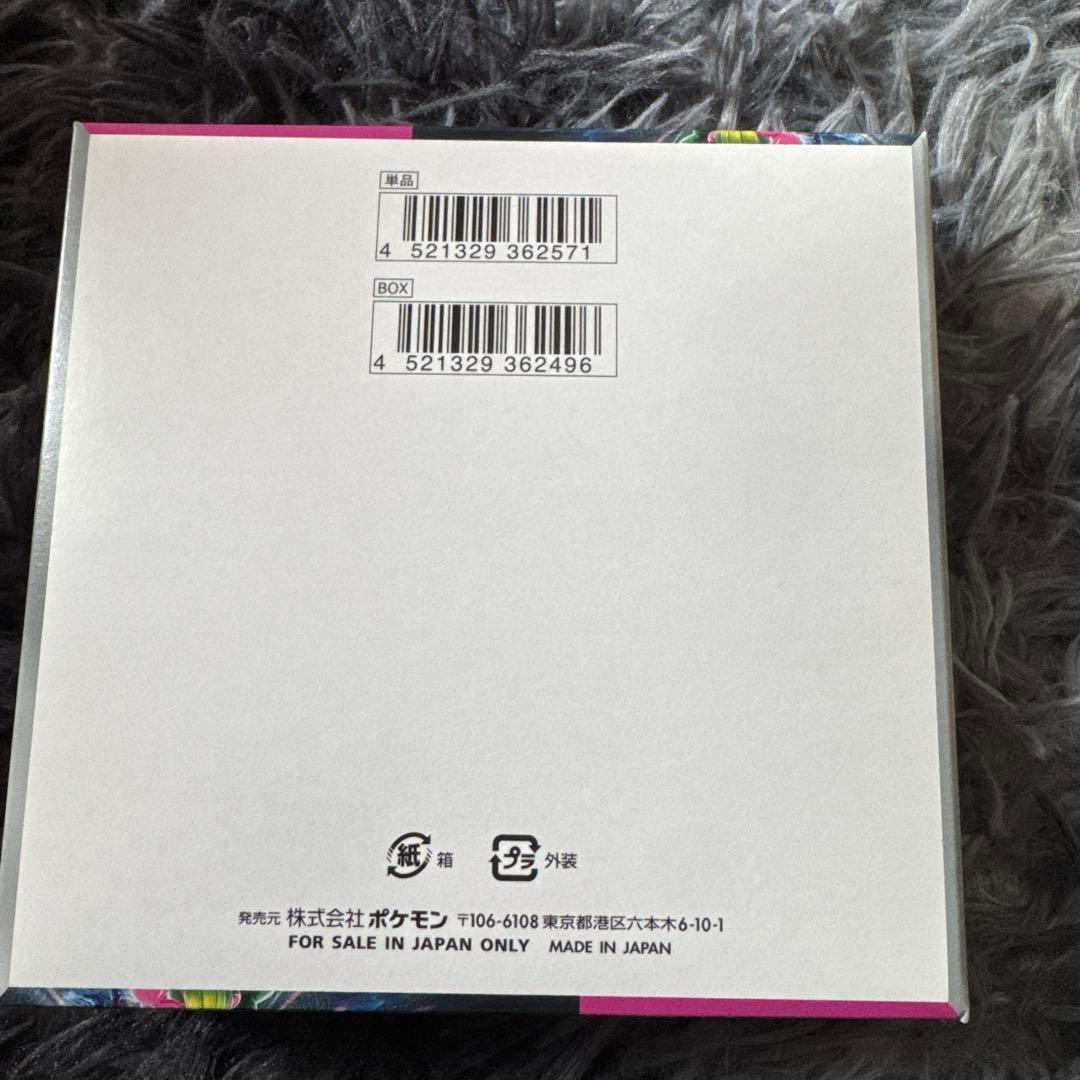 単品
4 521329 362571
BOX
4 521329 362496
紙 箱 プラ 外装
発売元 株式会社 ポケモン 〒106-6108 東京都港区六本木6-10-1
FOR SALE IN JAPAN ONLY MADE IN JAPAN